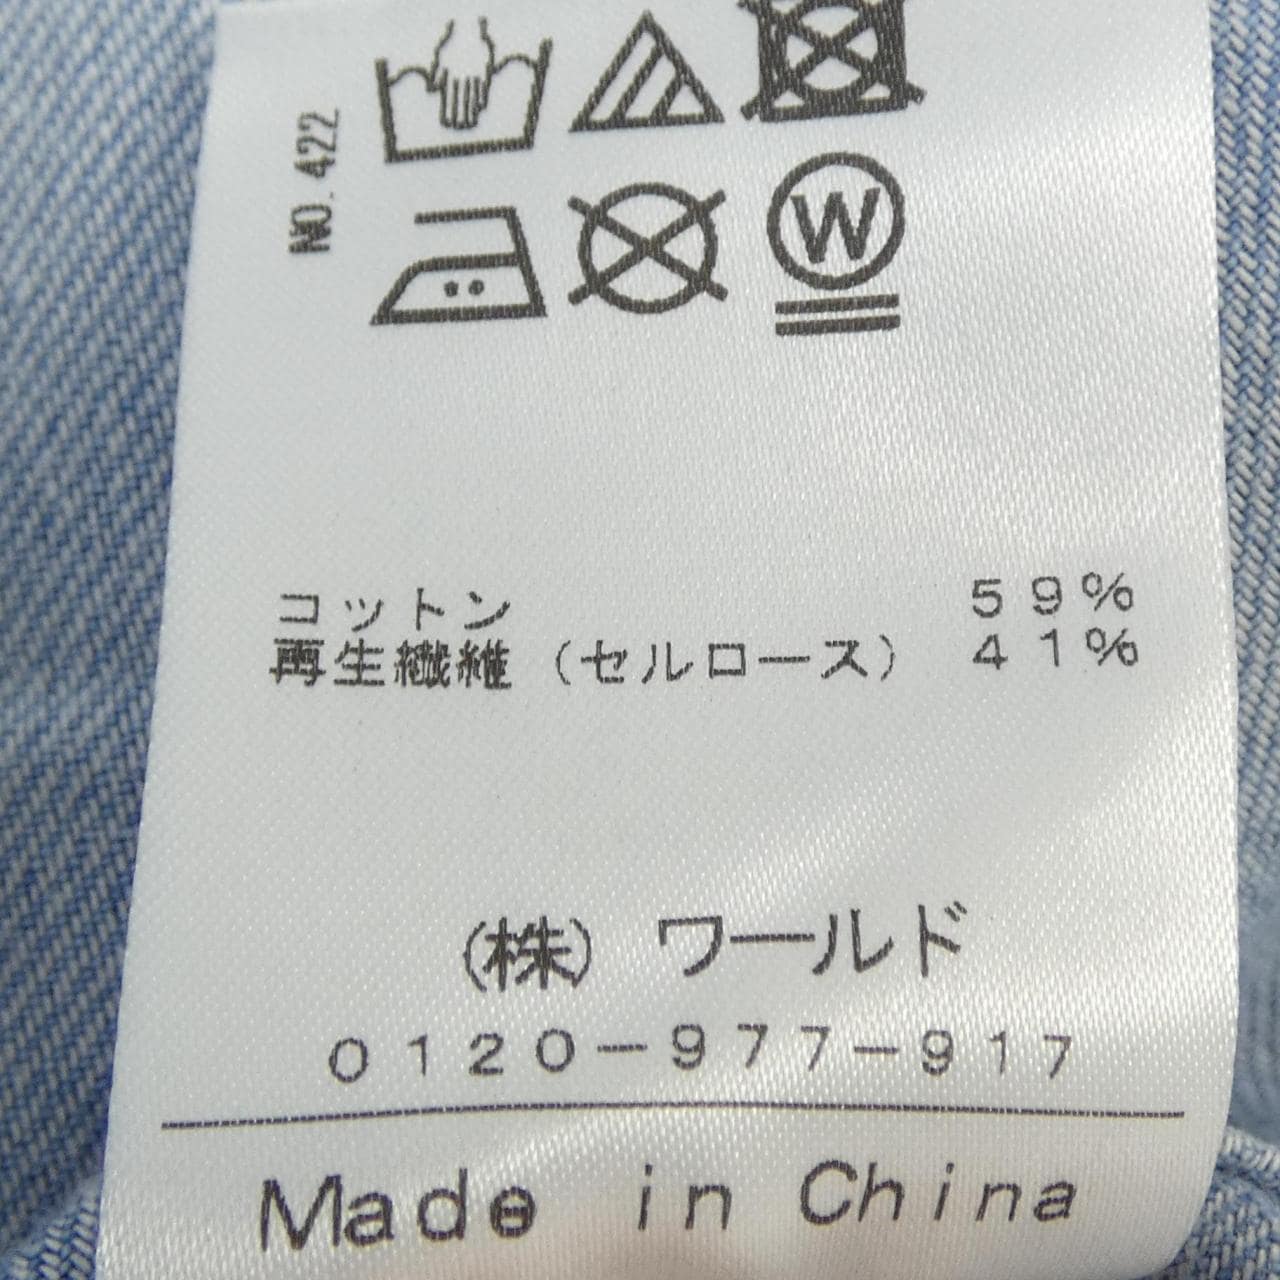 NO. 422
W
コットン 59%
再生繊維（セルロース） 41%
(株) ワールド
0120-977-917
Made in China